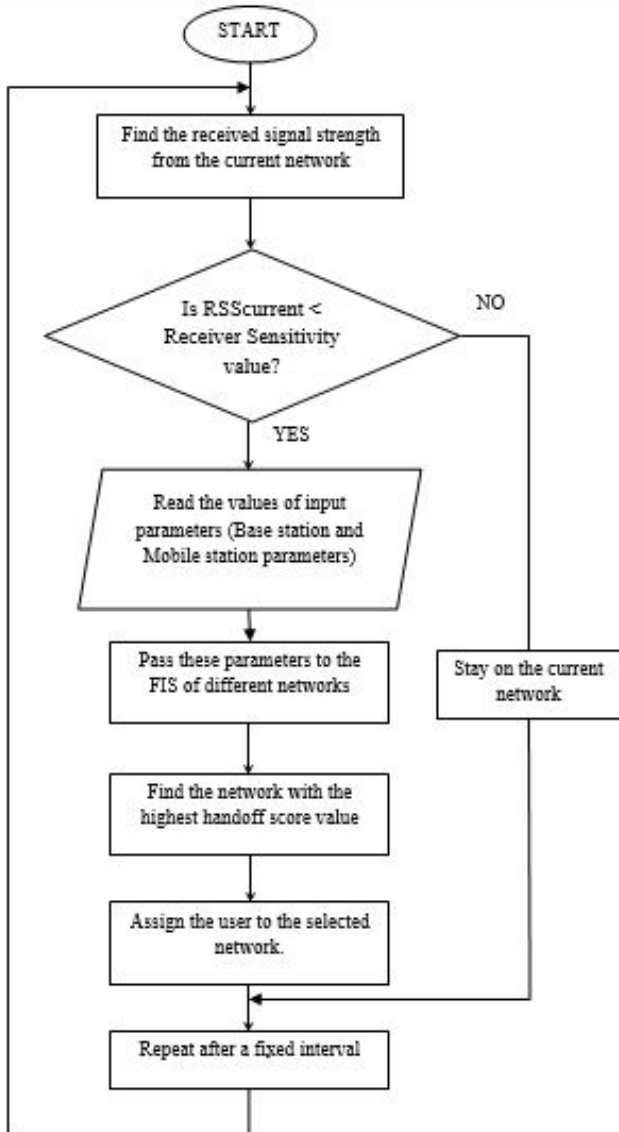 START
Find the received signal strength
from the current network
Is RSScurrent <
Receiver Sensitivity
value?
NO
YES
Read the values of input
parameters (Base station and
Mobile station parameters)
Pass these parameters to the
FIS of different networks
Stay on the current
network
Find the network with the
highest handoff score value
Assign the user to the selected
network.
Repeat after a fixed interval